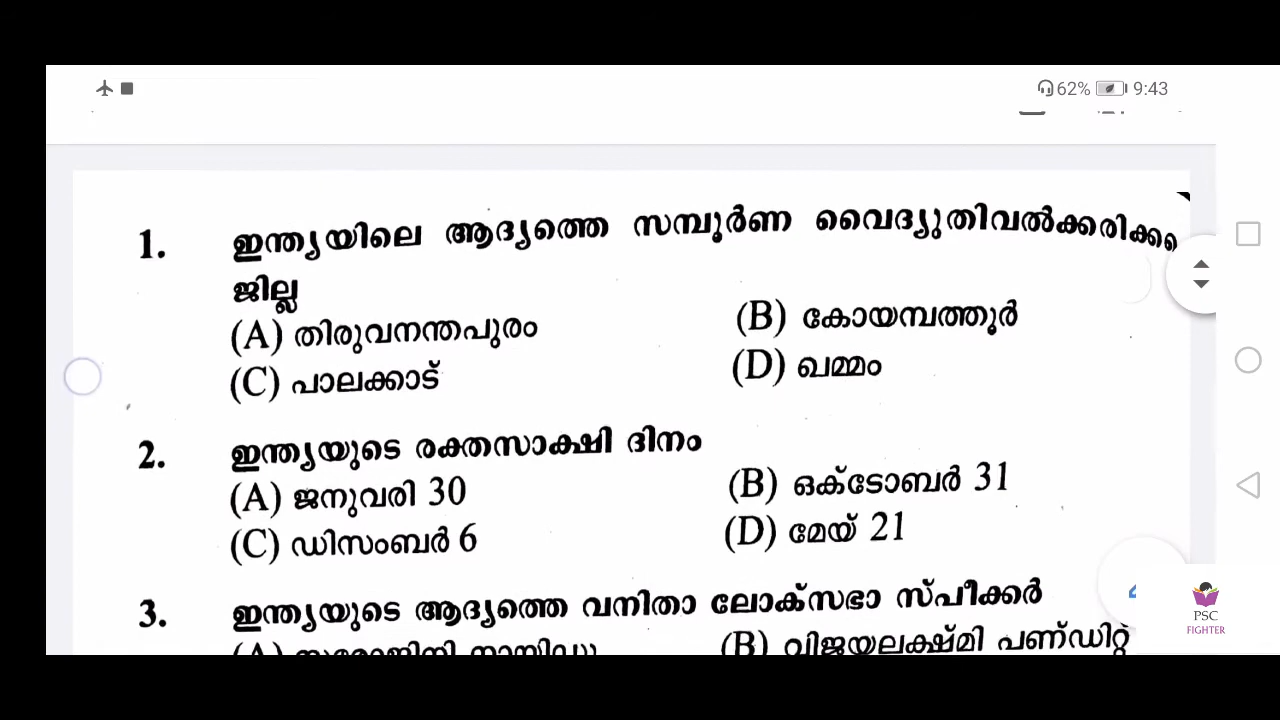 62% 9:43
1. ഇന്ത്യയിലെ ആദ്യത്തെ സമ്പൂർണ
ജില്ല
(A) തിരുവനന്തപുരം (B) കോയമ്പത്തൂർ
(C) പാലക്കാട് (D) ഖമ്മം
2. ഇന്ത്യയുടെ രക്തസാക്ഷി ദിനം
(A) ജനുവരി 30 (B) ഒക്ടോബർ 31
(C) ഡിസംബർ 6 (D) മേയ് 21
3. ഇന്ത്യയുടെ ആദ്യത്തെ വനിതാ ലോക്സഭാ സ്പീക്കർ
(A) സരോജിനി നായിഡു (B) വിജയലക്ഷ്മി പണ്ഡിറ്റ്
PSC
FIGHTER